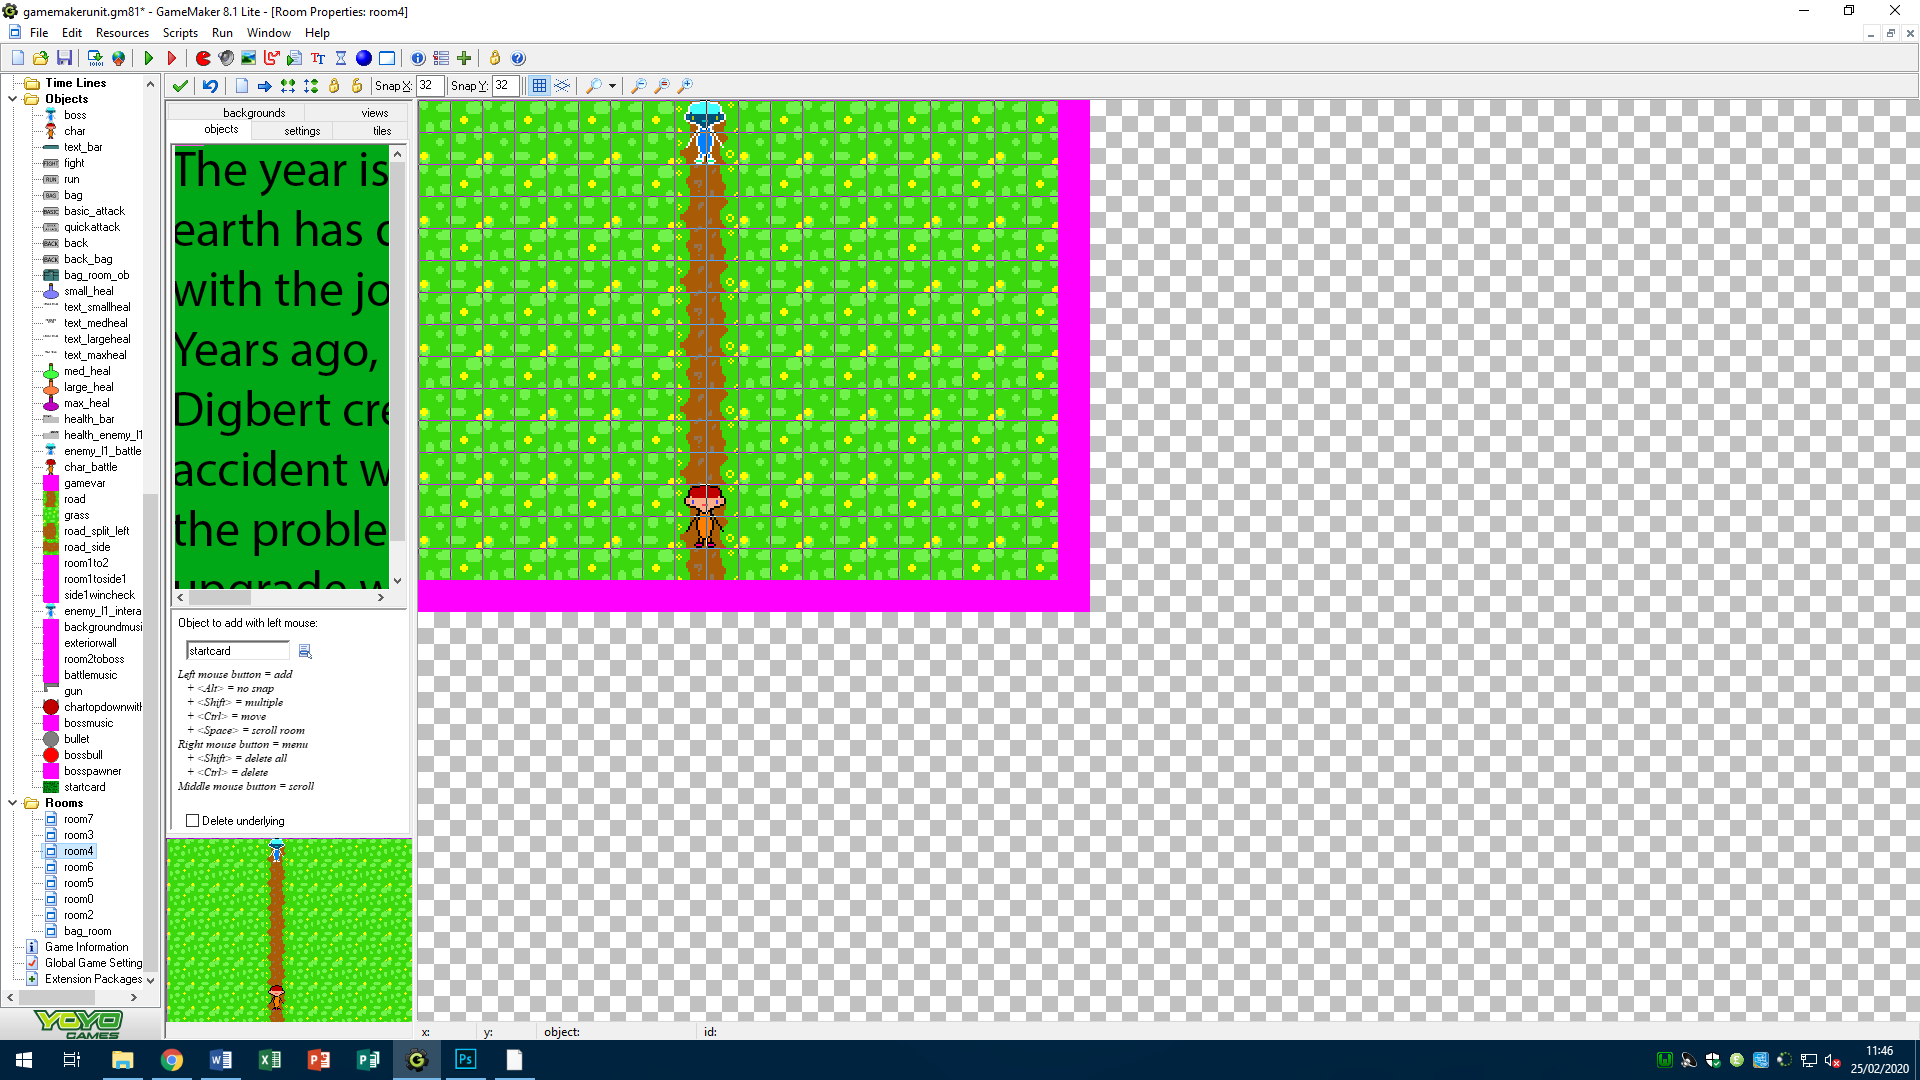 gamemakerunit.gm81* - GameMaker 8.1 Lite - [Room Properties: room4]
File Edit Resources Scripts Run Window Help
Snap X: 32 Snap Y: 32
Time Lines
Objects
boss
char
text_bar
fight
run
bag
basic_attack
quickattack
back
back_bag
bag_room_ob
small_heal
text_smallheal
text_medheal
text_largeheal
text_maxheal
med_heal
large_heal
max_heal
health_bar
health_enemy_l1
enemy_l1_battle
char_battle
gamevar
road
grass
road_split_left
road_side
room1to2
room1toside1
side1wincheck
enemy_l1_intera
backgroundmusi
exteriorwall
room2toboss
battlemusic
gun
chartopdownwith
bossmusic
bullet
bossbull
bosspawner
startcard
Rooms
room7
room3
room4
room6
room5
room0
room2
bag_room
Game Information
Global Game Setting
Extension Packages
YOYO
GAMES
backgrounds views
objects settings tiles
The year is
earth has c
with the jo
Years ago,
Digbert cre
accident w
the proble
upgrade w
Object to add with left mouse:
startcard
Left mouse button = add
+ <Alt> = no snap
+ <Shift> = multiple
+ <Ctrl> = move
+ <Space> = scroll room
Right mouse button = menu
+ <Shift> = delete all
+ <Ctrl> = delete
Middle mouse button = scroll
Delete underlying
x: y: object: id:
11:46
25/02/2020